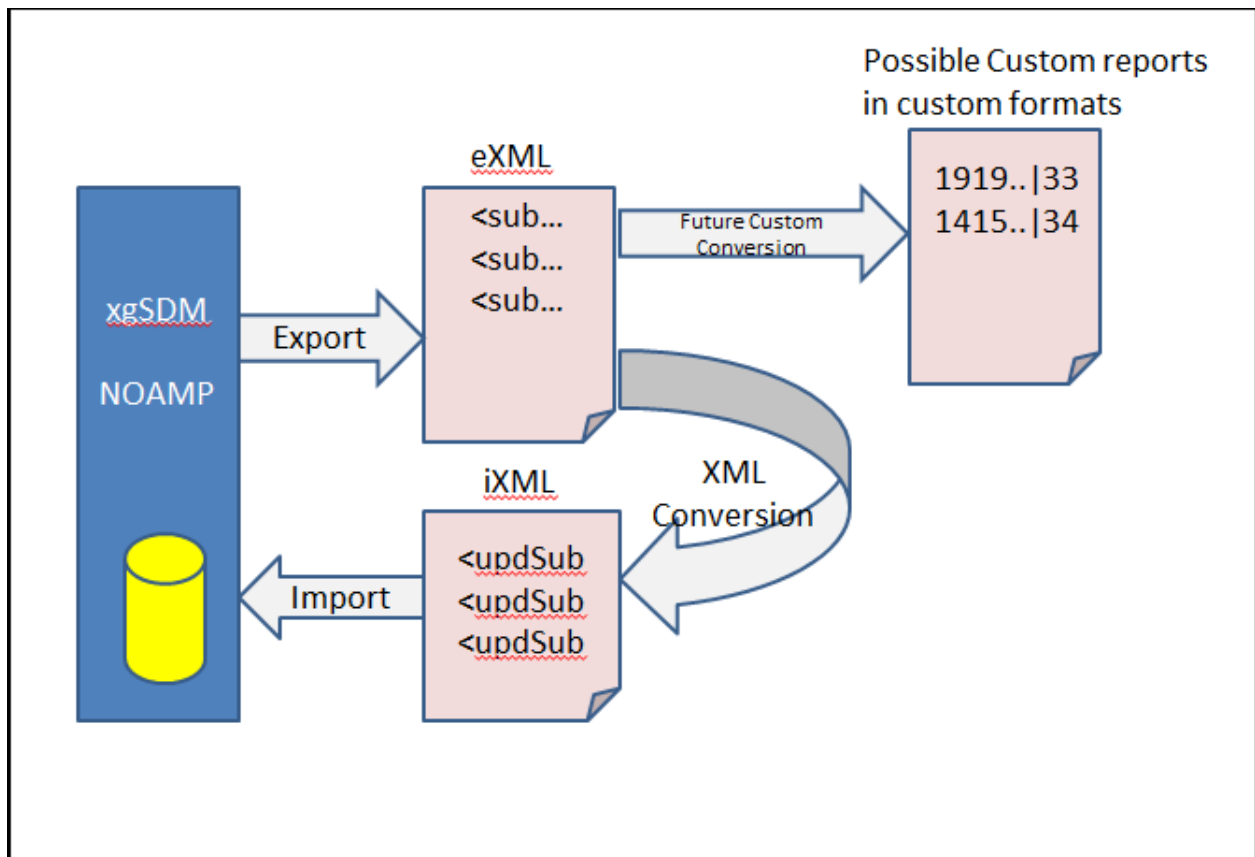 Possible Custom reports
in custom formats
1919..|33
1415..|34
eXML
<sub...
<sub...
<sub...
Future Custom
Conversion
xgSDM
NOAMP
Export
XML
Conversion
iXML
<updSub
<updSub
<updSub
Import